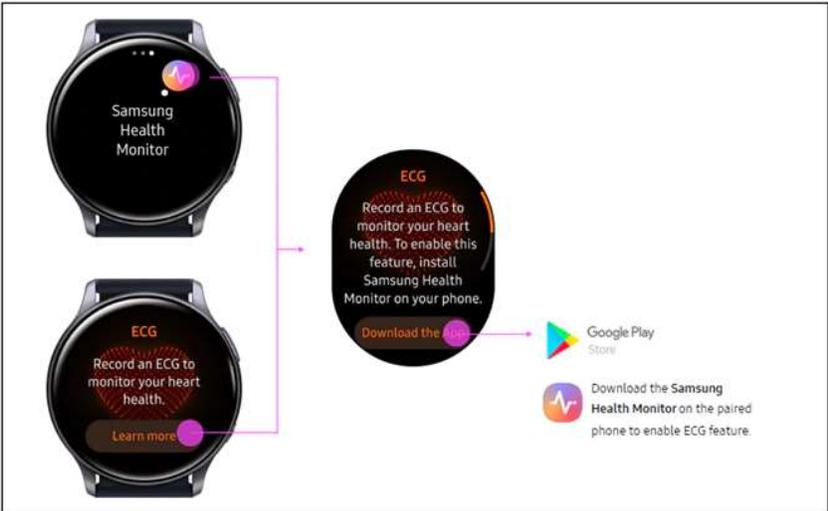 Samsung
Health
Monitor
ECG
Record an ECG to
monitor your heart
health.
Learn more
ECG
Record an ECG to
monitor your heart
health. To enable this
feature, install
Samsung Health
Monitor on your phone.
Download the App
Google Play
Store
Download the Samsung
Health Monitor on the paired
phone to enable ECG feature.